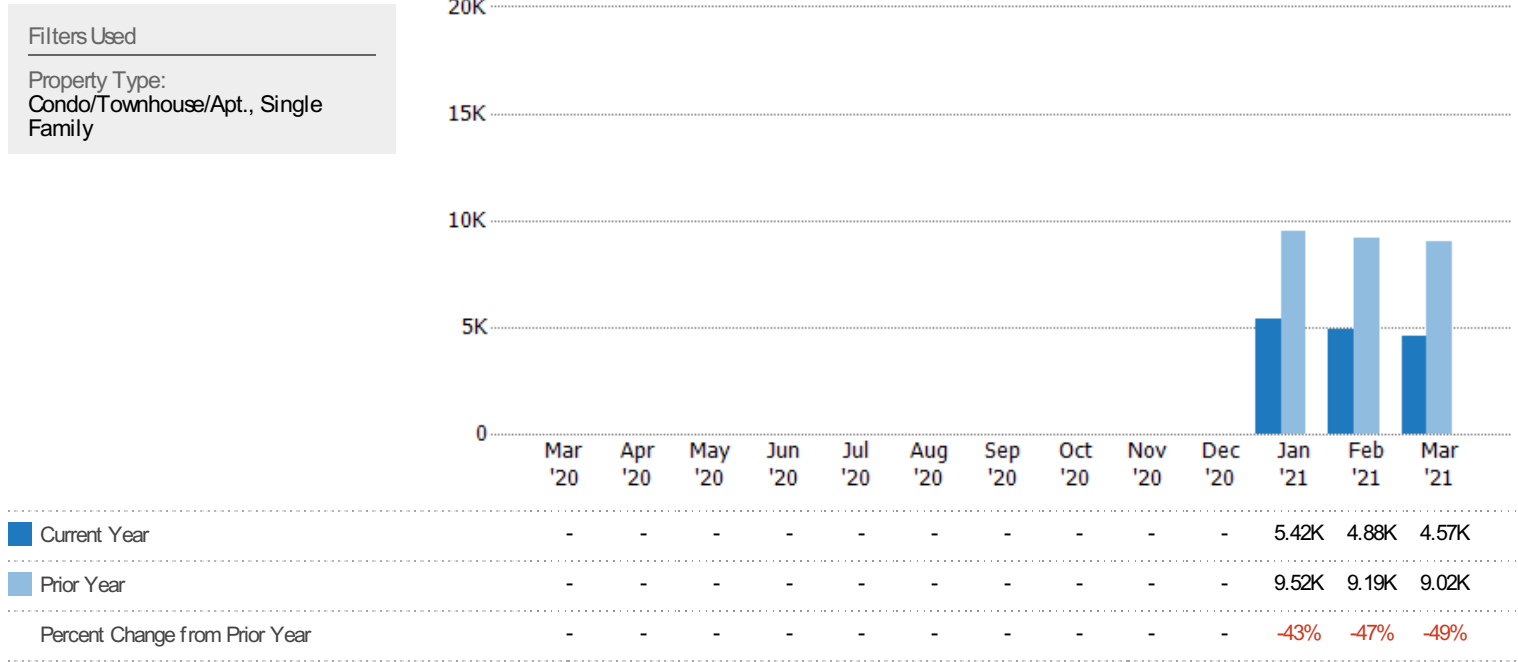 Filters Used
Property Type:
Condo/Townhouse/Apt., Single
Family
20K
15K
10K
5K
0
Mar Apr May Jun Jul Aug Sep Oct Nov Dec Jan Feb Mar
'20 '20 '20 '20 '20 '20 '20 '20 '20 '20 '21 '21 '21
Current Year - - - - - - - - - - 5.42K 4.88K 4.57K
Prior Year - - - - - - - - - - 9.52K 9.19K 9.02K
Percent Change from Prior Year - - - - - - - - - - -43% -47% -49%